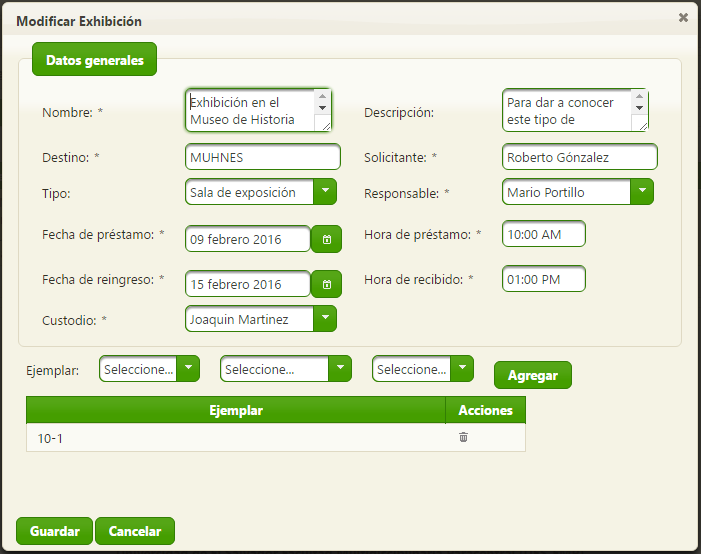 Modificar Exhibición
Datos generales
Nombre: *
Exhibición en el
Museo de Historia
Descripción:
Para dar a conocer
este tipo de
Destino: *
MUHNES
Solicitante: *
Roberto Gónzalez
Tipo:
Sala de exposición
Responsable: *
Mario Portillo
Fecha de préstamo: *
09 febrero 2016
Hora de préstamo: *
10:00 AM
Fecha de reingreso: *
15 febrero 2016
Hora de recibido: *
01:00 PM
Custodio: *
Joaquin Martinez
Ejemplar:
Seleccione...
Seleccione...
Seleccione...
Agregar
Ejemplar
Acciones
10-1
Guardar
Cancelar